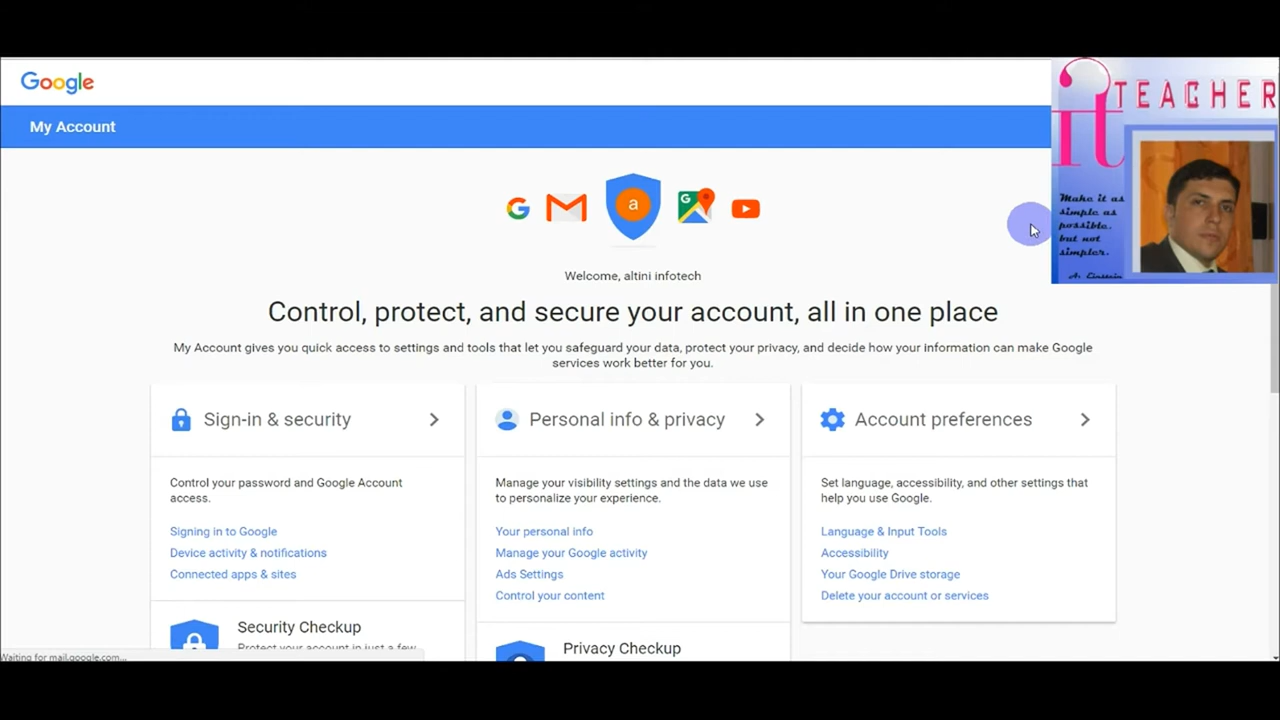 Google
My Account
it TEACHER
Make it as
simple as
possible,
but not
simpler.
A. Einstein
G
a
G
Welcome, altini infotech
Control, protect, and secure your account, all in one place
My Account gives you quick access to settings and tools that let you safeguard your data, protect your privacy, and decide how your information can make Google
services work better for you.
Sign-in & security
Control your password and Google Account
access.
Signing in to Google
Device activity & notifications
Connected apps & sites
Security Checkup
Protect your account in just a few
Personal info & privacy
Manage your visibility settings and the data we use
to personalize your experience.
Your personal info
Manage your Google activity
Ads Settings
Control your content
Privacy Checkup
Account preferences
Set language, accessibility, and other settings that
help you use Google.
Language & Input Tools
Accessibility
Your Google Drive storage
Delete your account or services
Waiting for mail.google.com...